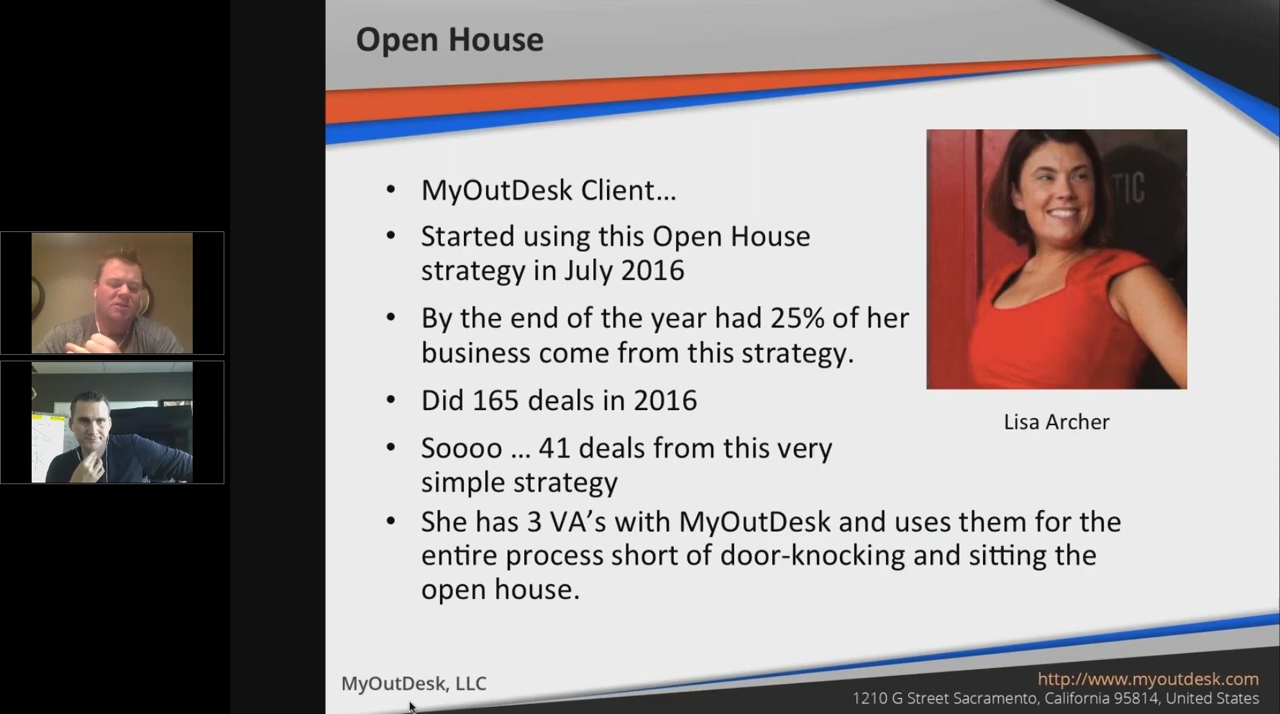 Open House
• MyOutDesk Client…
• Started using this Open House
strategy in July 2016
• By the end of the year had 25% of her
business come from this strategy.
• Did 165 deals in 2016
• Soooo … 41 deals from this very
simple strategy
• She has 3 VA’s with MyOutDesk and uses them for the
entire process short of door-knocking and sitting the
open house.
TIC
Lisa Archer
MyOutDesk, LLC
http://www.myoutdesk.com
1210 G Street Sacramento, California 95814, United States